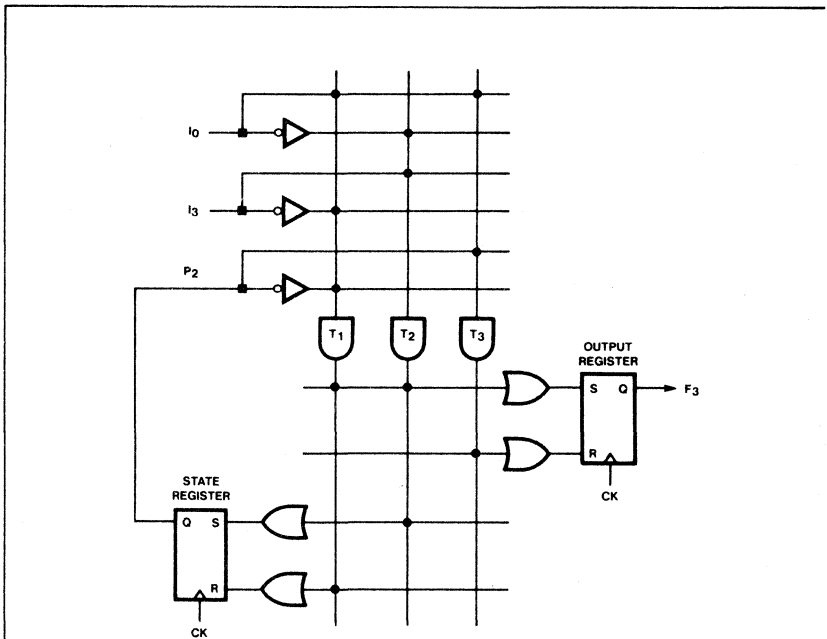 I0
I3
P2
T1 T2 T3
OUTPUT
REGISTER
S Q
F3
R
CK
STATE
REGISTER
Q S
R
CK